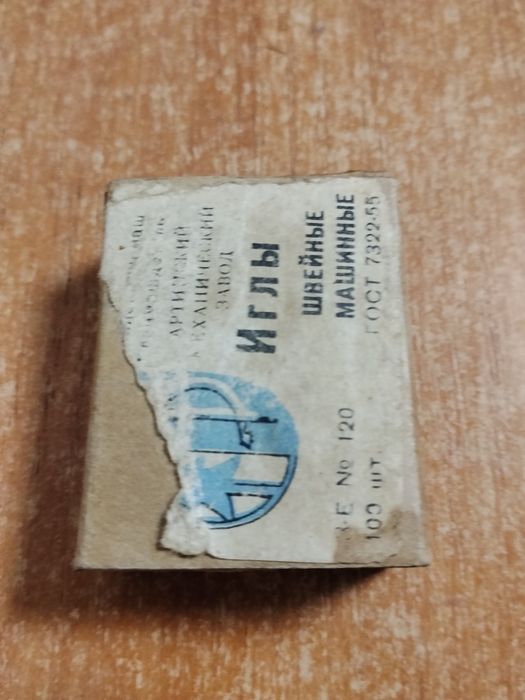 АРТИНСКИЙ
МЕХАНИЧЕСКИЙ
ЗАВОД
ИГЛЫ
ШВЕЙНЫЕ
МАШИННЫЕ
ГОСТ 7322-55
№ 120
100 шт.